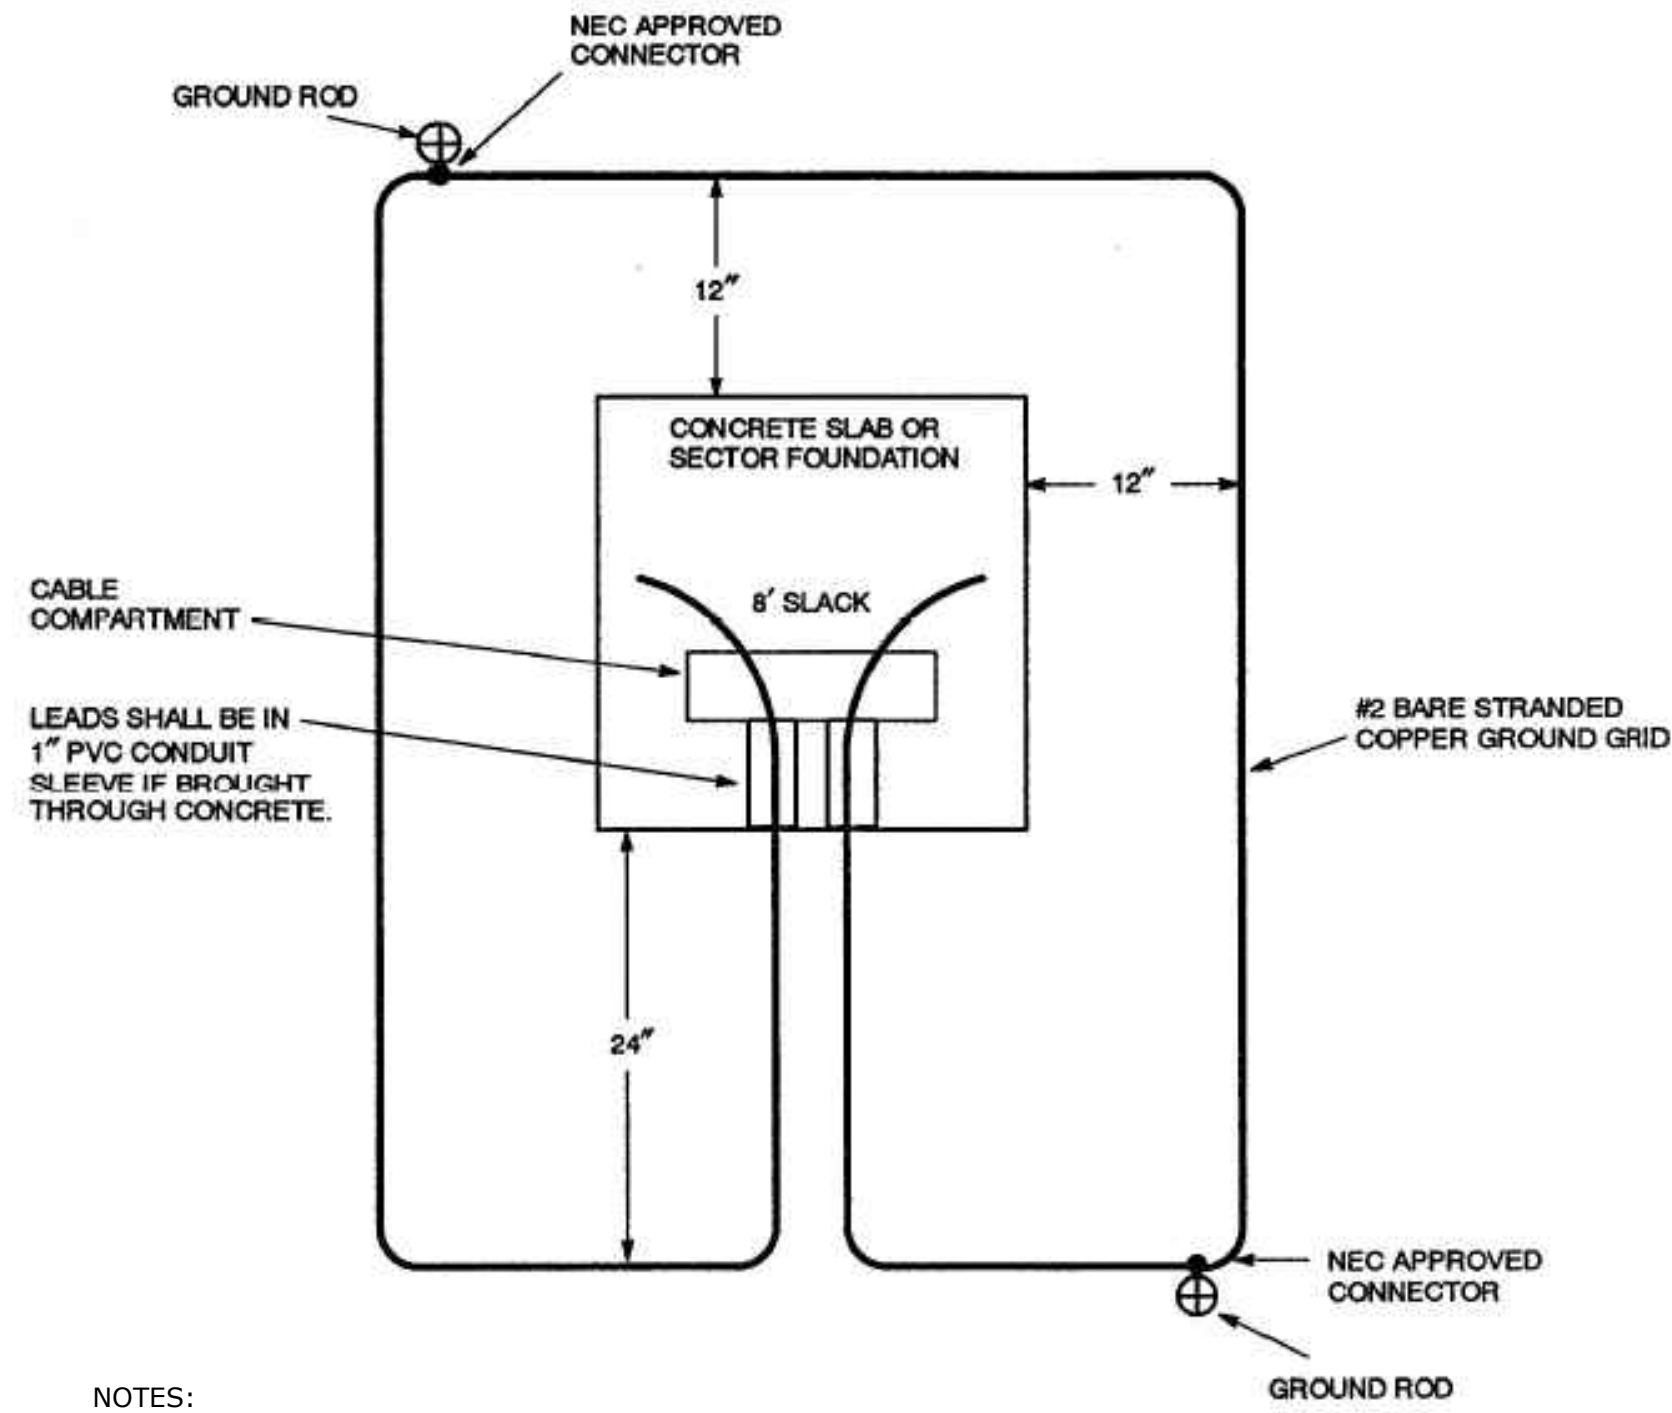 NEC APPROVED
CONNECTOR
GROUND ROD
12"
CONCRETE SLAB OR
SECTOR FOUNDATION
12"
CABLE
COMPARTMENT
8' SLACK
LEADS SHALL BE IN
1" PVC CONDUIT
SLEEVE IF BROUGHT
THROUGH CONCRETE.
#2 BARE STRANDED
COPPER GROUND GRID
24"
NEC APPROVED
CONNECTOR
GROUND ROD
NOTES: